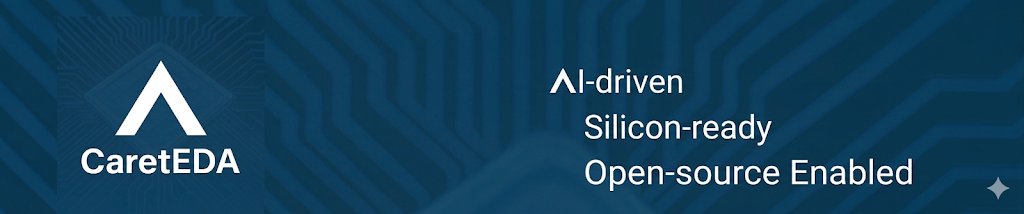 CaretEDA
AI-driven
Silicon-ready
Open-source Enabled